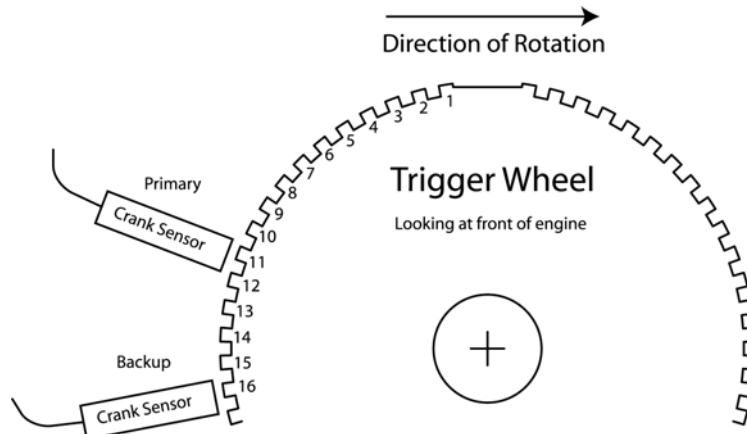 Direction of Rotation
1
2
3
4
5
6
7
8
9
10
11
12
13
14
15
16
Trigger Wheel
Looking at front of engine
Primary
Crank Sensor
Backup
Crank Sensor